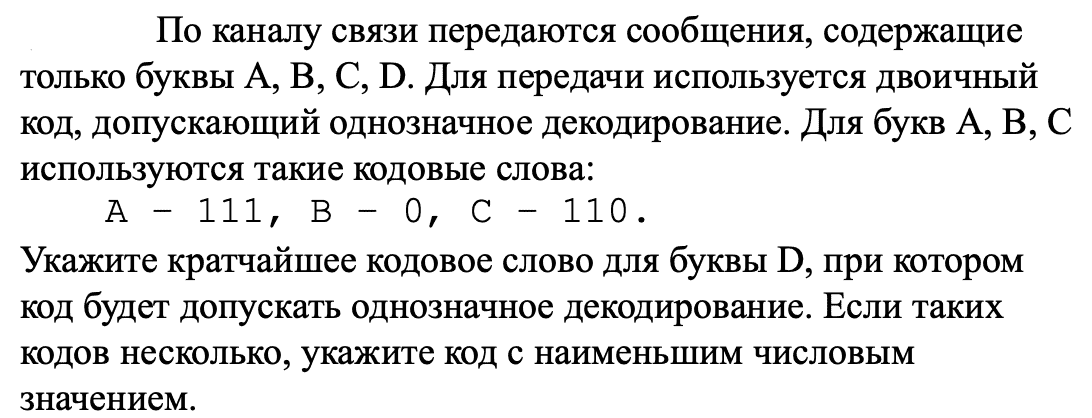 По каналу связи передаются сообщения, содержащие
только буквы A, B, C, D. Для передачи используется двоичный
код, допускающий однозначное декодирование. Для букв A, B, C
используются такие кодовые слова:
A – 111, B – 0, C – 110.
Укажите кратчайшее кодовое слово для буквы D, при котором
код будет допускать однозначное декодирование. Если таких
кодов несколько, укажите код с наименьшим числовым
значением.